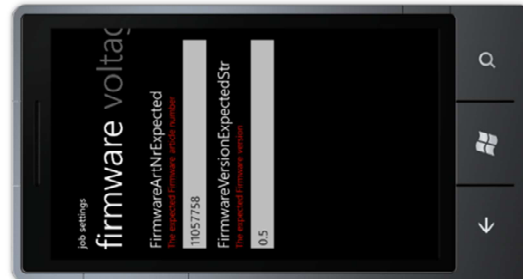 job settings
firmware voltag
FirmwareArtNrExpected
The expected Firmware article number
11057758
FirmwareVersionExpectedStr
The expected Firmware version
0.5